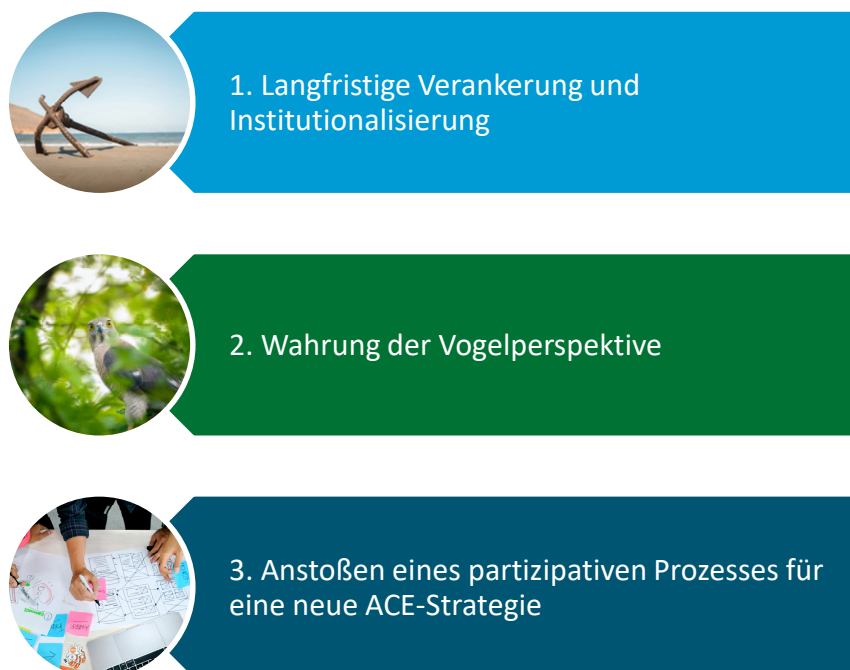 1. Langfristige Verankerung und
Institutionalisierung
2. Wahrung der Vogelperspektive
3. Anstoßen eines partizipativen Prozesses für
eine neue ACE-Strategie